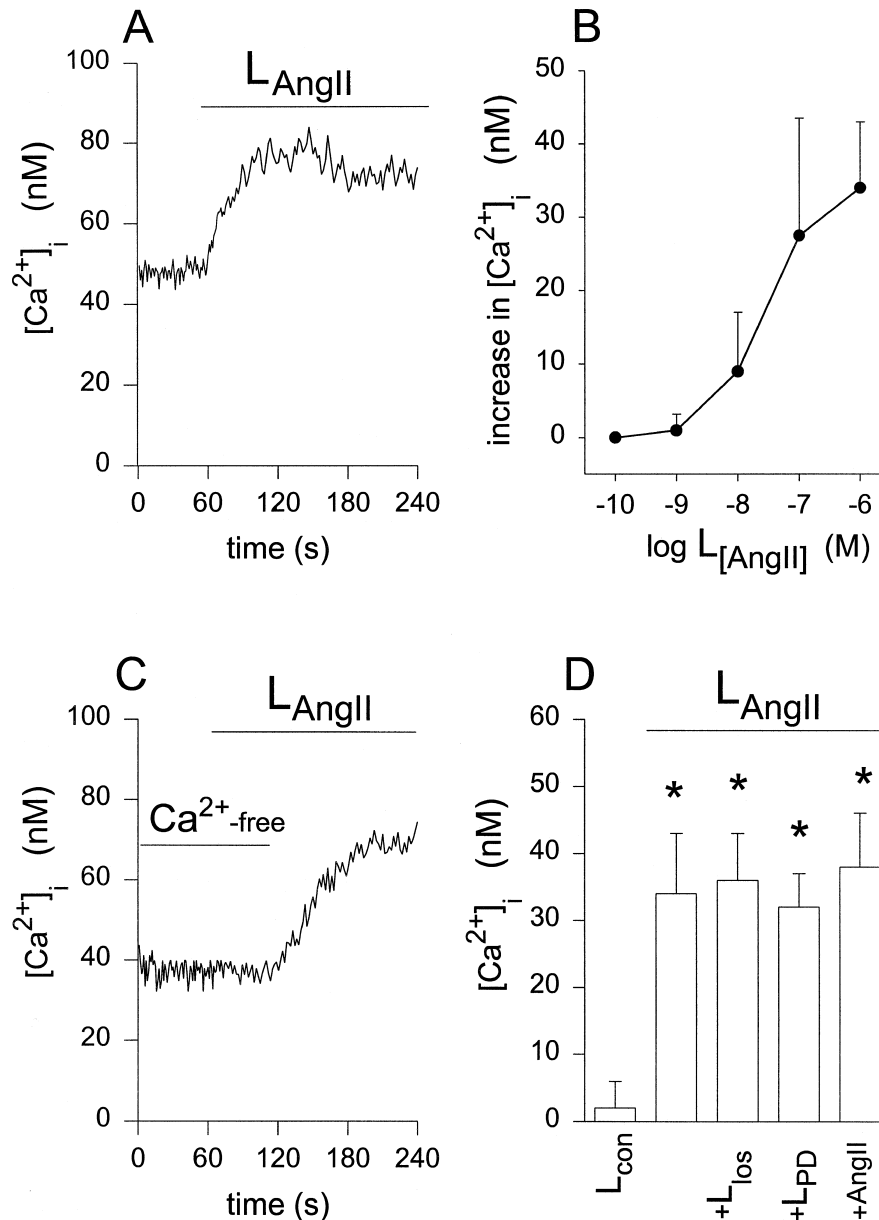 A
L AngII
100
80
60
40
20
0
[Ca2+]i (nM)
0 60 120 180 240
time (s)
B
50
40
30
20
10
0
increase in [Ca2+]i (nM)
-10 -9 -8 -7 -6
log L[AngII] (M)
C
L AngII
Ca2+-free
100
80
60
40
20
0
[Ca2+]i (nM)
0 60 120 180 240
time (s)
D
L AngII
60
50
40
30
20
10
0
[Ca2+]i (nM)
* * * *
Lcon
+Llos
+LPD
+AngII